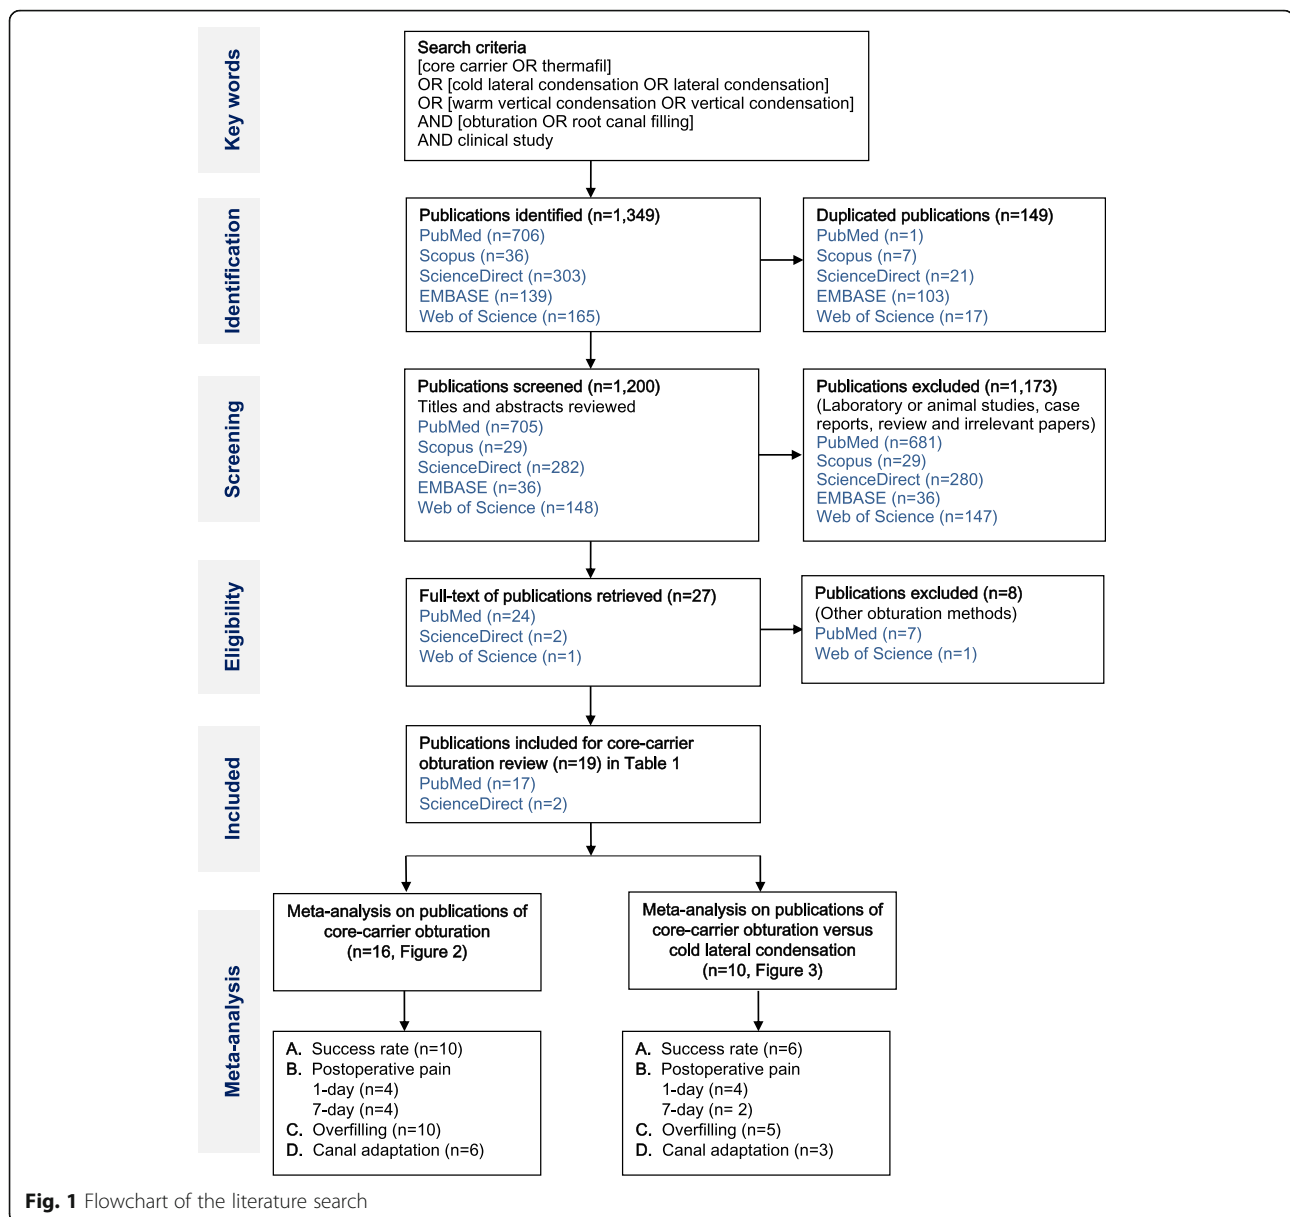 Key words
Search criteria
[core carrier OR thermafil]
OR [cold lateral condensation OR lateral condensation]
OR [warm vertical condensation OR vertical condensation]
AND [obturation OR root canal filling]
AND clinical study
Identification
Publications identified (n=1,349)
PubMed (n=706)
Scopus (n=36)
ScienceDirect (n=303)
EMBASE (n=139)
Web of Science (n=165)
Duplicated publications (n=149)
PubMed (n=1)
Scopus (n=7)
ScienceDirect (n=21)
EMBASE (n=103)
Web of Science (n=17)
Screening
Publications screened (n=1,200)
Titles and abstracts reviewed
PubMed (n=705)
Scopus (n=29)
ScienceDirect (n=282)
EMBASE (n=36)
Web of Science (n=148)
Publications excluded (n=1,173)
(Laboratory or animal studies, case
reports, review and irrelevant papers)
PubMed (n=681)
Scopus (n=29)
ScienceDirect (n=280)
EMBASE (n=36)
Web of Science (n=147)
Eligibility
Full-text of publications retrieved (n=27)
PubMed (n=24)
ScienceDirect (n=2)
Web of Science (n=1)
Publications excluded (n=8)
(Other obturation methods)
PubMed (n=7)
Web of Science (n=1)
Included
Publications included for core-carrier
obturation review (n=19) in Table 1
PubMed (n=17)
ScienceDirect (n=2)
Meta-analysis
Meta-analysis on publications of
core-carrier obturation
(n=16, Figure 2)
Meta-analysis on publications of
core-carrier obturation versus
cold lateral condensation
(n=10, Figure 3)
A. Success rate (n=10)
B. Postoperative pain
1-day (n=4)
7-day (n=4)
C. Overfilling (n=10)
D. Canal adaptation (n=6)
A. Success rate (n=6)
B. Postoperative pain
1-day (n=4)
7-day (n= 2)
C. Overfilling (n=5)
D. Canal adaptation (n=3)
Fig. 1 Flowchart of the literature search